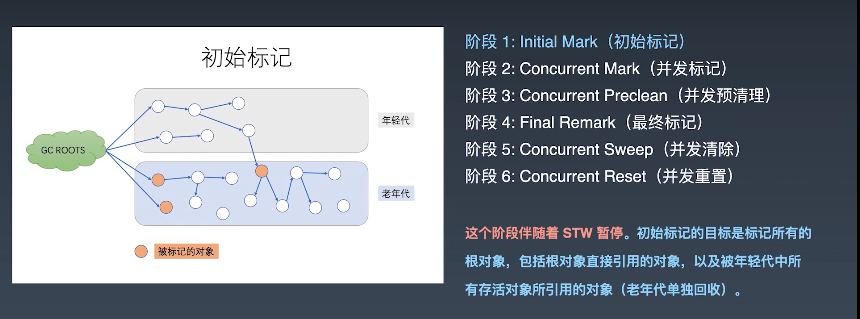 初始标记
GC ROOTS
年轻代
老年代
被标记的对象
阶段 1: Initial Mark（初始标记）
阶段 2: Concurrent Mark（并发标记）
阶段 3: Concurrent Preclean（并发预清理）
阶段 4: Final Remark（最终标记）
阶段 5: Concurrent Sweep（并发清除）
阶段 6: Concurrent Reset（并发重置）
这个阶段伴随着 STW 暂停。初始标记的目标是标记所有的
根对象，包括根对象直接引用的对象，以及被年轻代中所
有存活对象所引用的对象（老年代单独回收）。